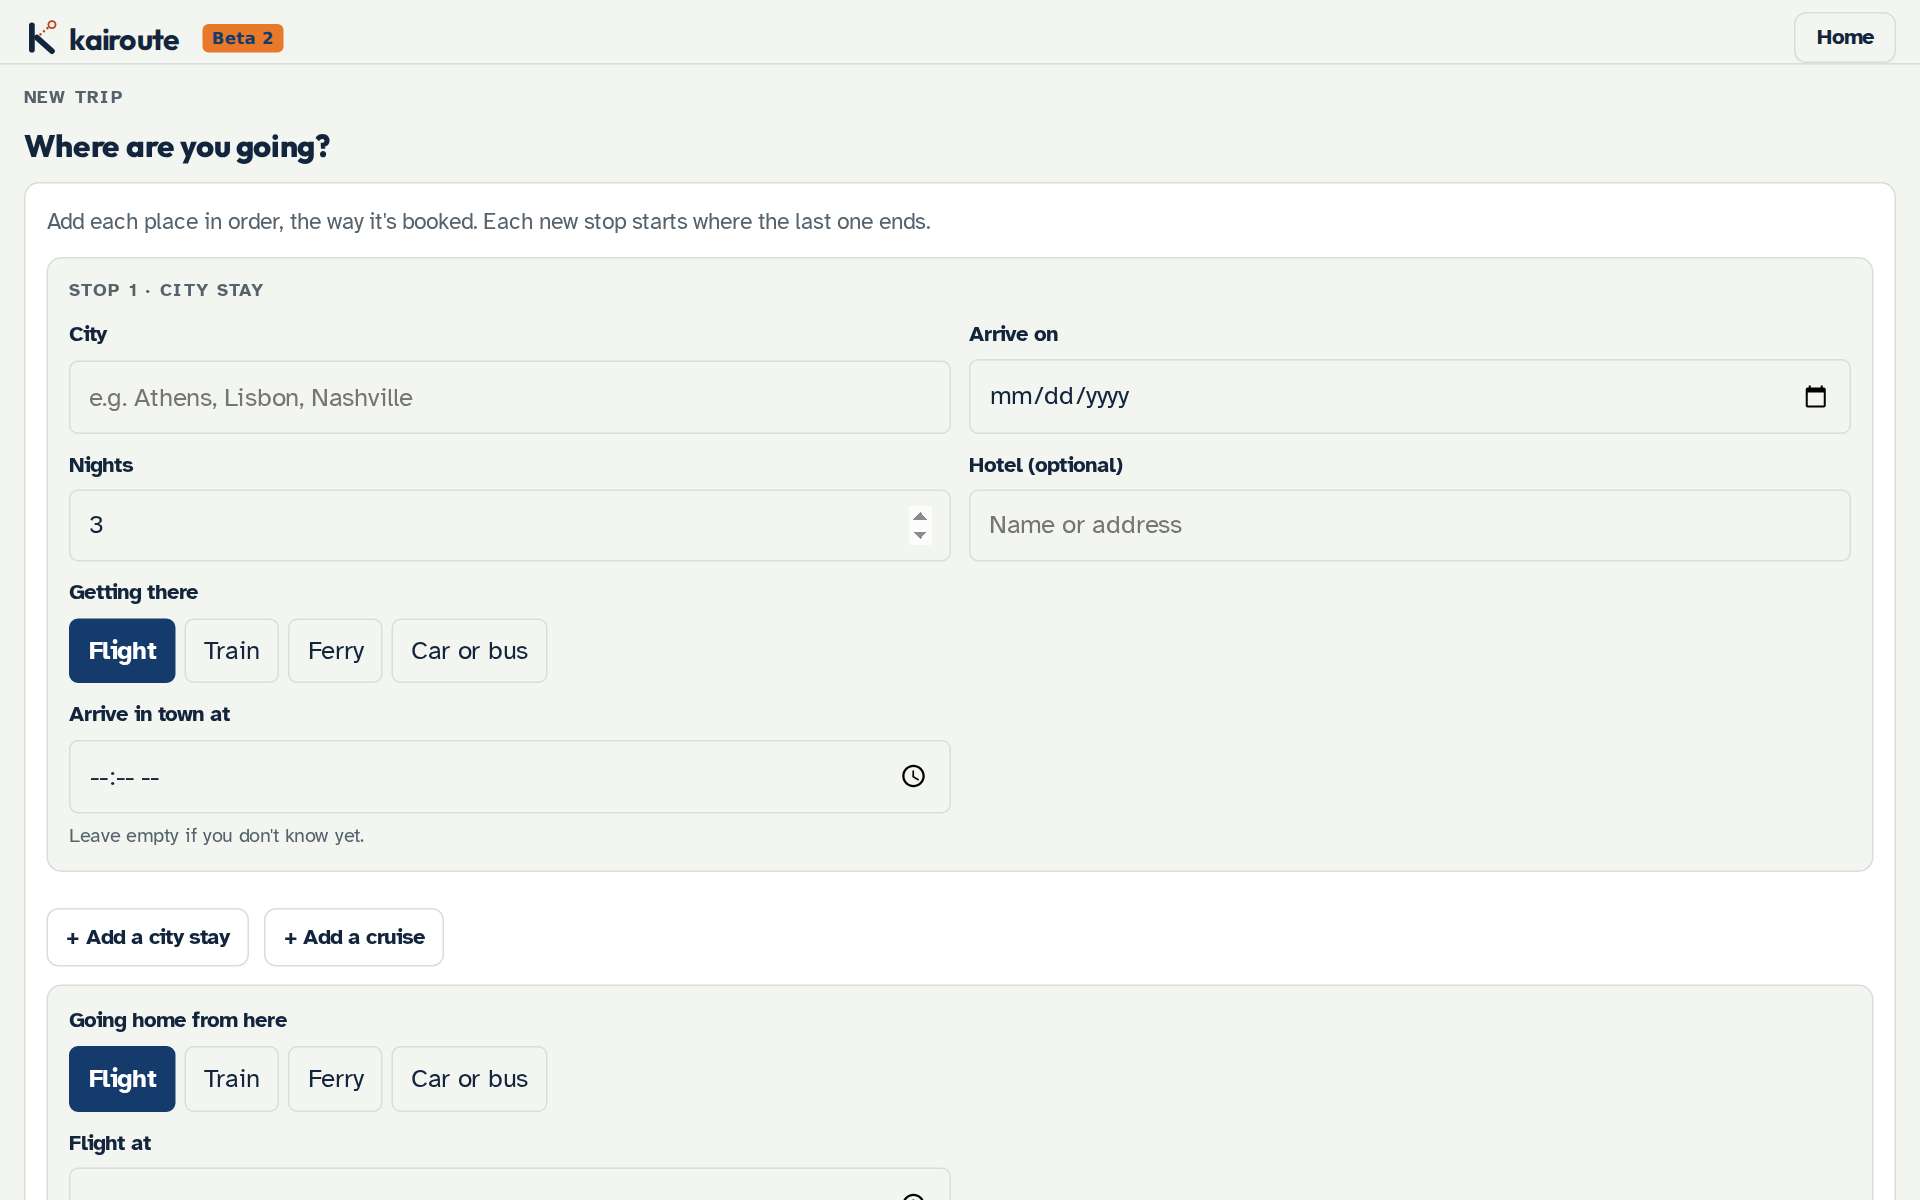 kairoute Beta 2 Home
NEW TRIP
Where are you going?
Add each place in order, the way it's booked. Each new stop starts where the last one ends.
STOP 1 · CITY STAY
City Arrive on
e.g. Athens, Lisbon, Nashville mm/dd/yyyy
Nights Hotel (optional)
3 Name or address
Getting there
Flight Train Ferry Car or bus
Arrive in town at
--:-- --
Leave empty if you don't know yet.
+ Add a city stay + Add a cruise
Going home from here
Flight Train Ferry Car or bus
Flight at